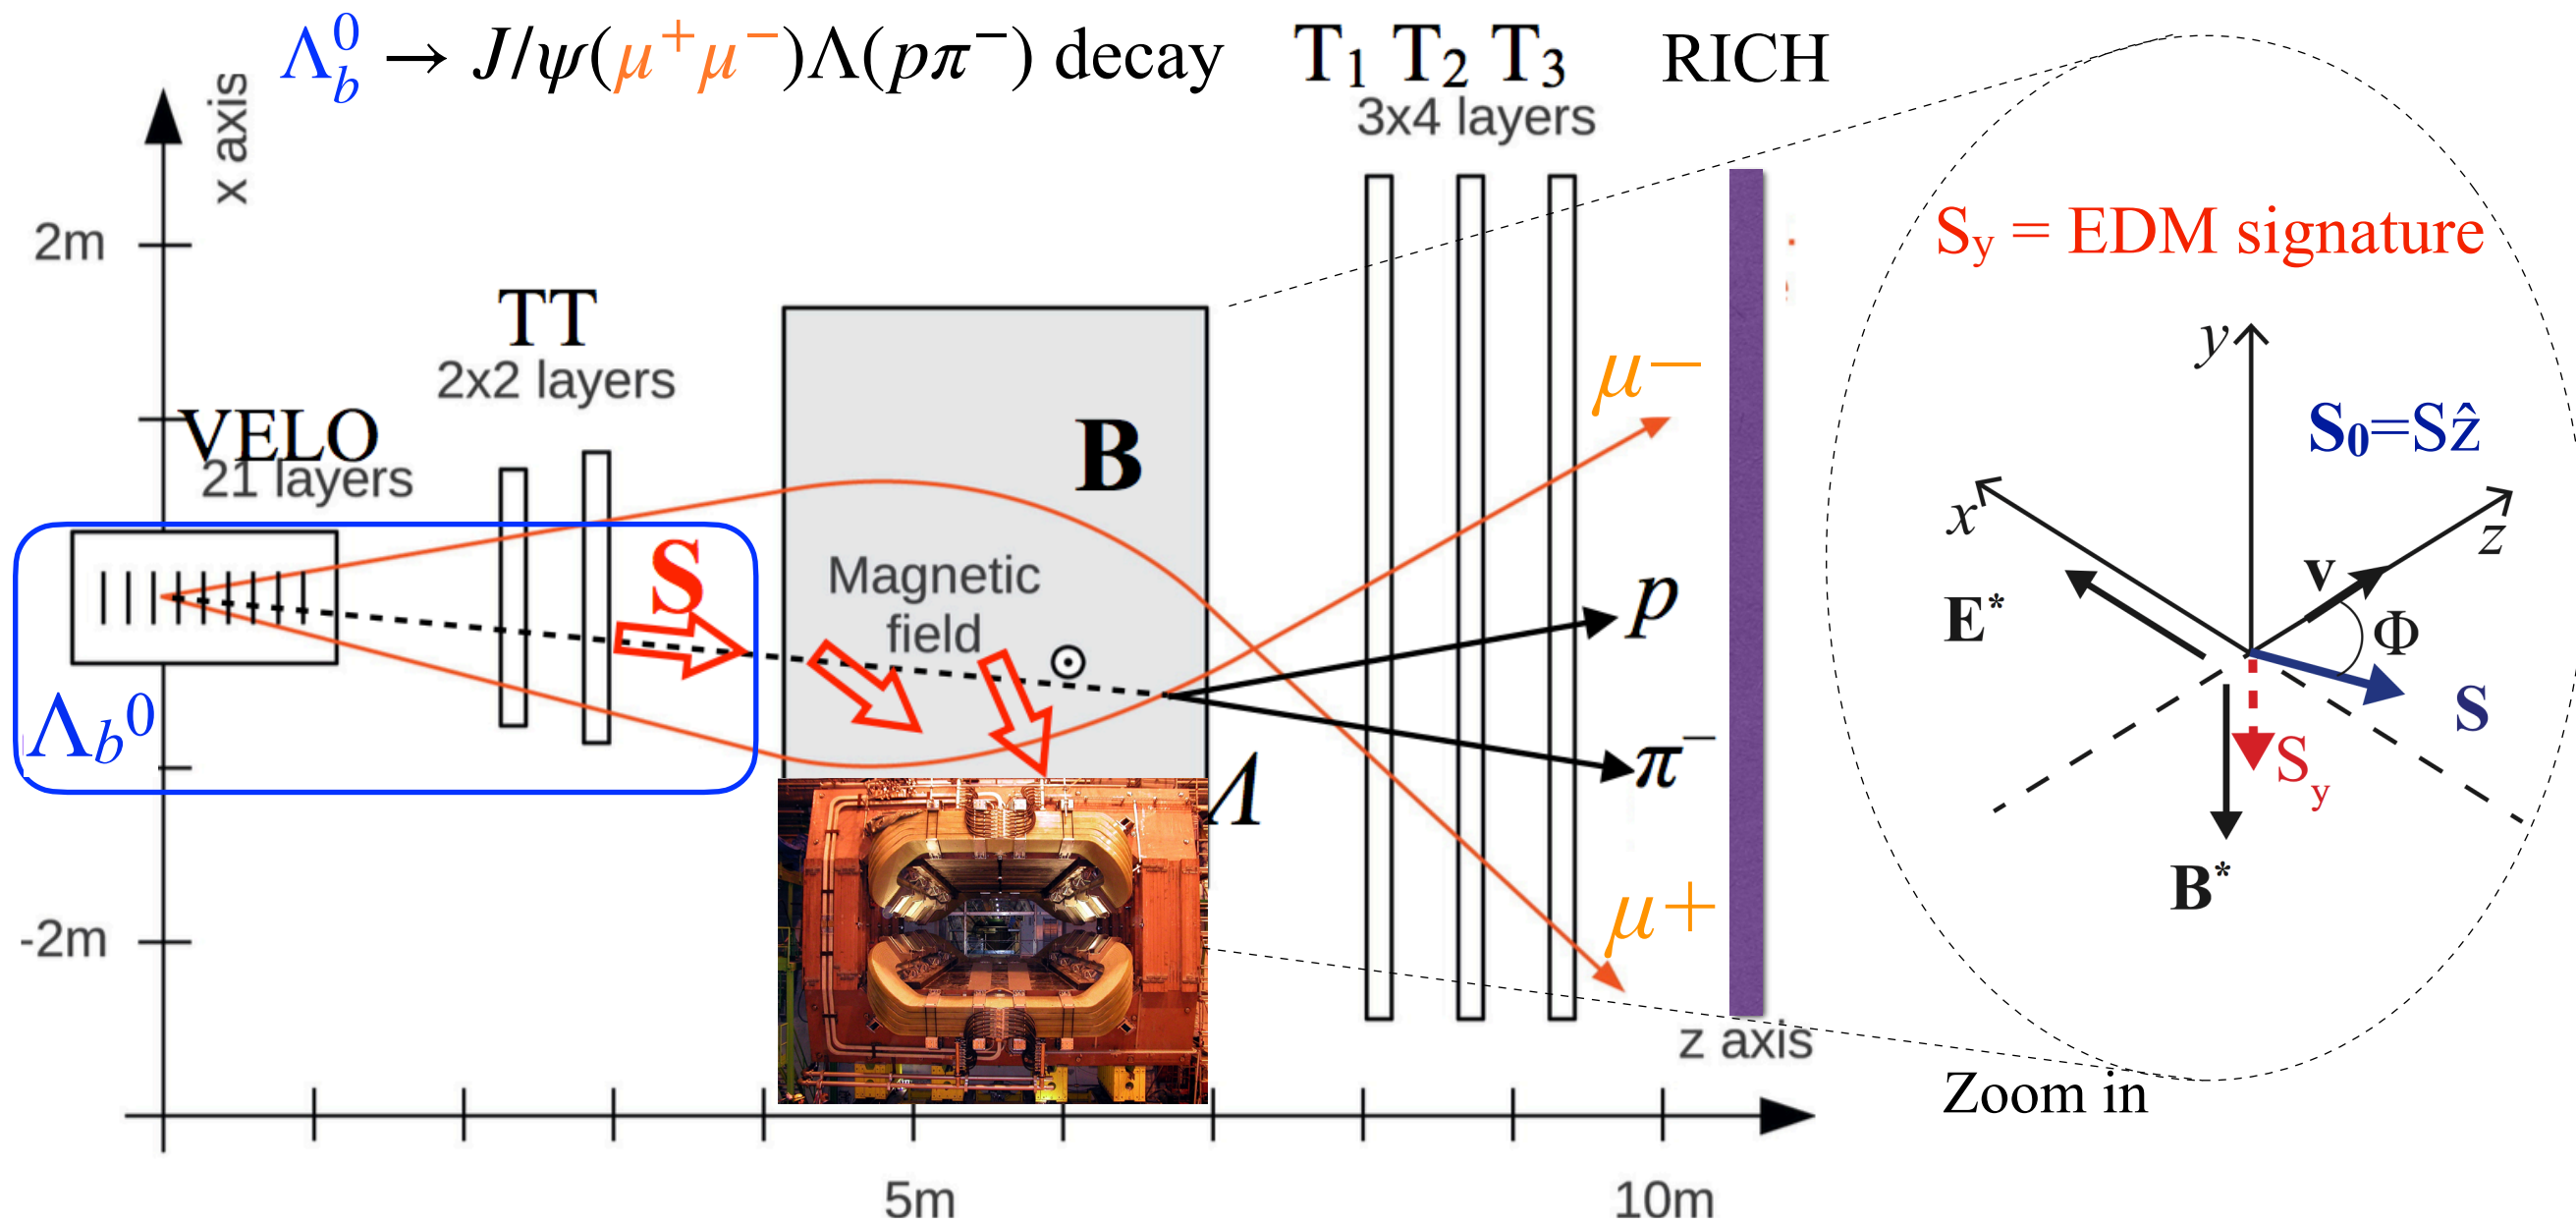 Λ⁰_b → J/ψ(μ⁺μ⁻)Λ(pπ⁻) decay
T₁ T₂ T₃
3x4 layers
RICH
x axis
2m
Sy = EDM signature
TT
2x2 layers
y
μ−
VELO
21 layers
B
S₀=Sẑ
x
z
S
Magnetic
field
v
E*
Φ
p
Λb⁰
S
π⁻
Λ
Sy
B*
μ+
-2m
z axis
Zoom in
5m
10m